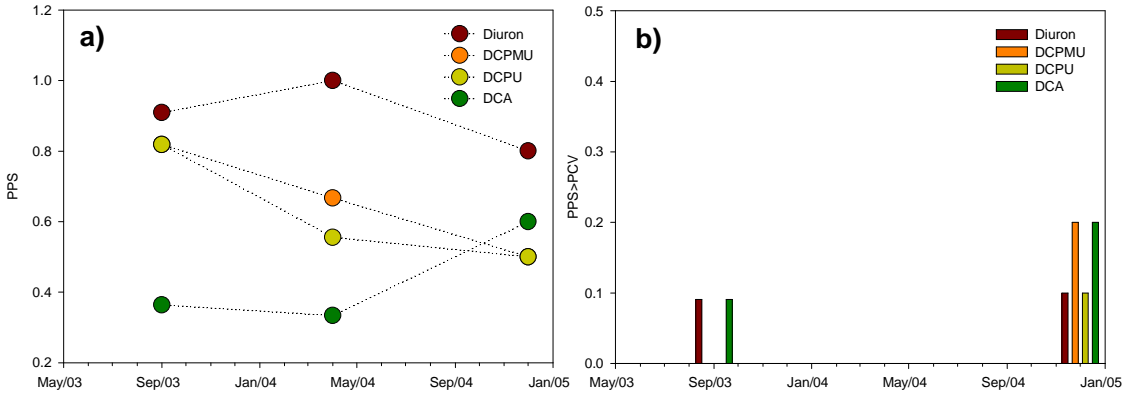 a)
Diuron
DCPMU
DCPU
DCA
PPS
1.2
1.0
0.8
0.6
0.4
0.2
May/03 Sep/03 Jan/04 May/04 Sep/04 Jan/05
b)
Diuron
DCPMU
DCPU
DCA
PPS>PCV
0.5
0.4
0.3
0.2
0.1
0.0
May/03 Sep/03 Jan/04 May/04 Sep/04 Jan/05